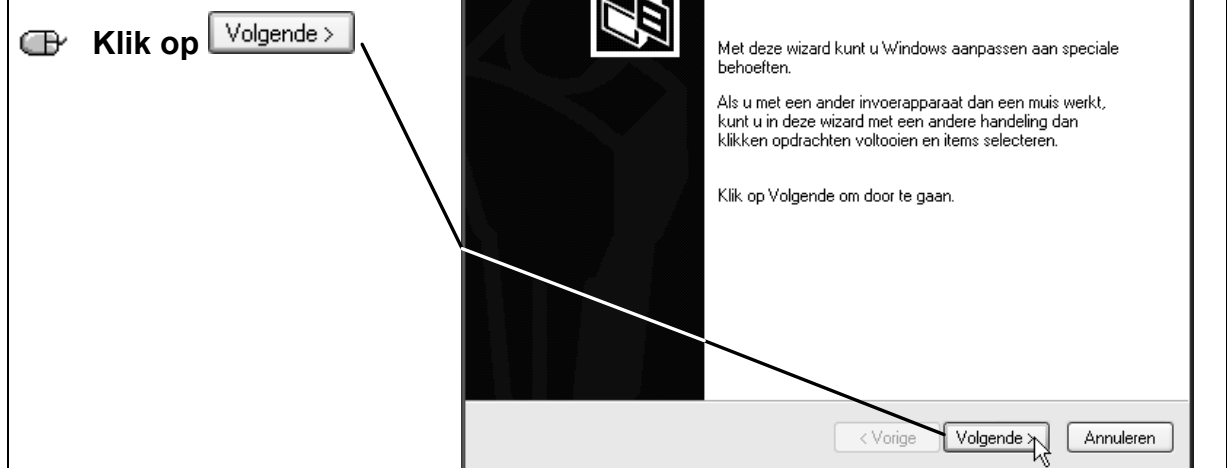 Klik op Volgende >
Met deze wizard kunt u Windows aanpassen aan speciale
behoeften.
Als u met een ander invoerapparaat dan een muis werkt,
kunt u in deze wizard met een andere handeling dan
klikken opdrachten voltooien en items selecteren.
Klik op Volgende om door te gaan.
< Vorige Volgende > Annuleren